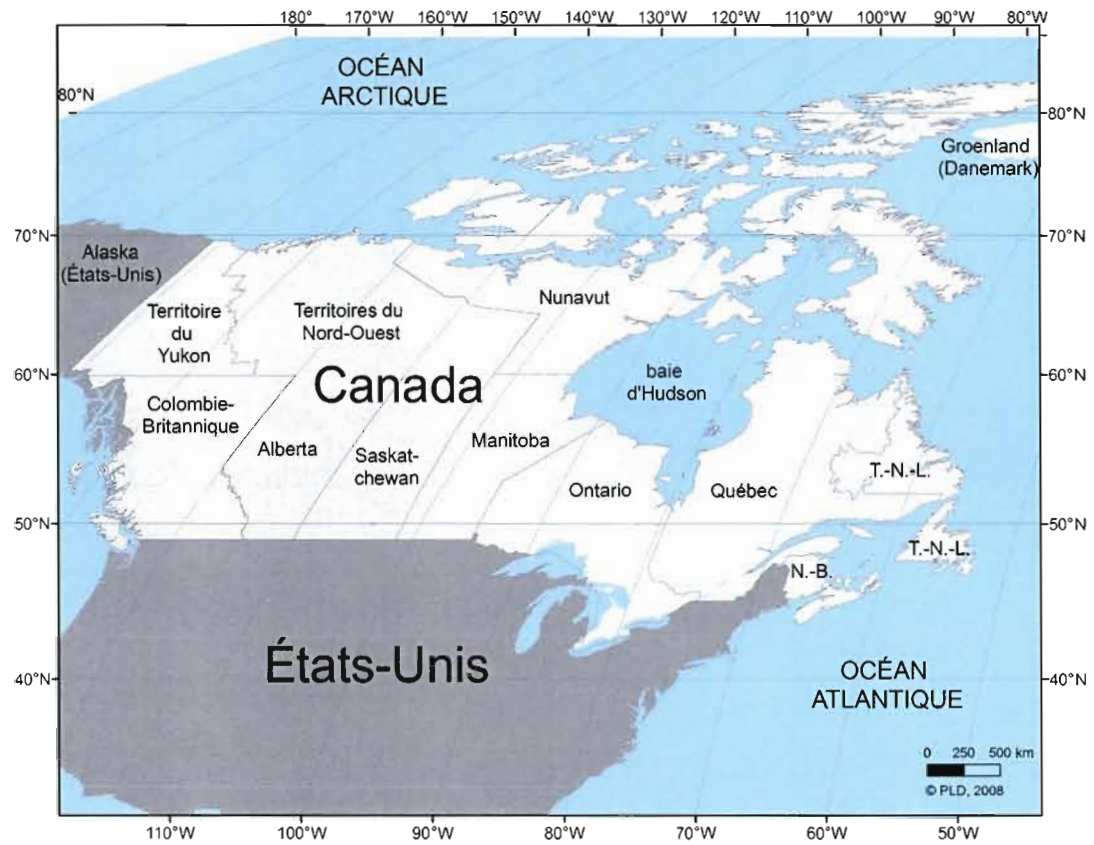 180°
170°W
160°W
150°W
140°W
130°W
120°W
110°W
100°W
90°W
80°W
OCÉAN
ARCTIQUE
80°N
80°N
Groenland
(Danemark)
70°N
70°N
Alaska
(États-Unis)
Territoire
du
Yukon
Territoires du
Nord-Ouest
Nunavut
60°N
60°N
Canada
baie
d'Hudson
Colombie-
Britannique
Alberta
Saskat-
chewan
Manitoba
Ontario
Québec
T.-N.-L.
50°N
50°N
T.-N.-L.
N.-B.
États-Unis
40°N
40°N
OCÉAN
ATLANTIQUE
0 250 500 km
© PLD, 2008
110°W
100°W
90°W
80°W
70°W
60°W
50°W